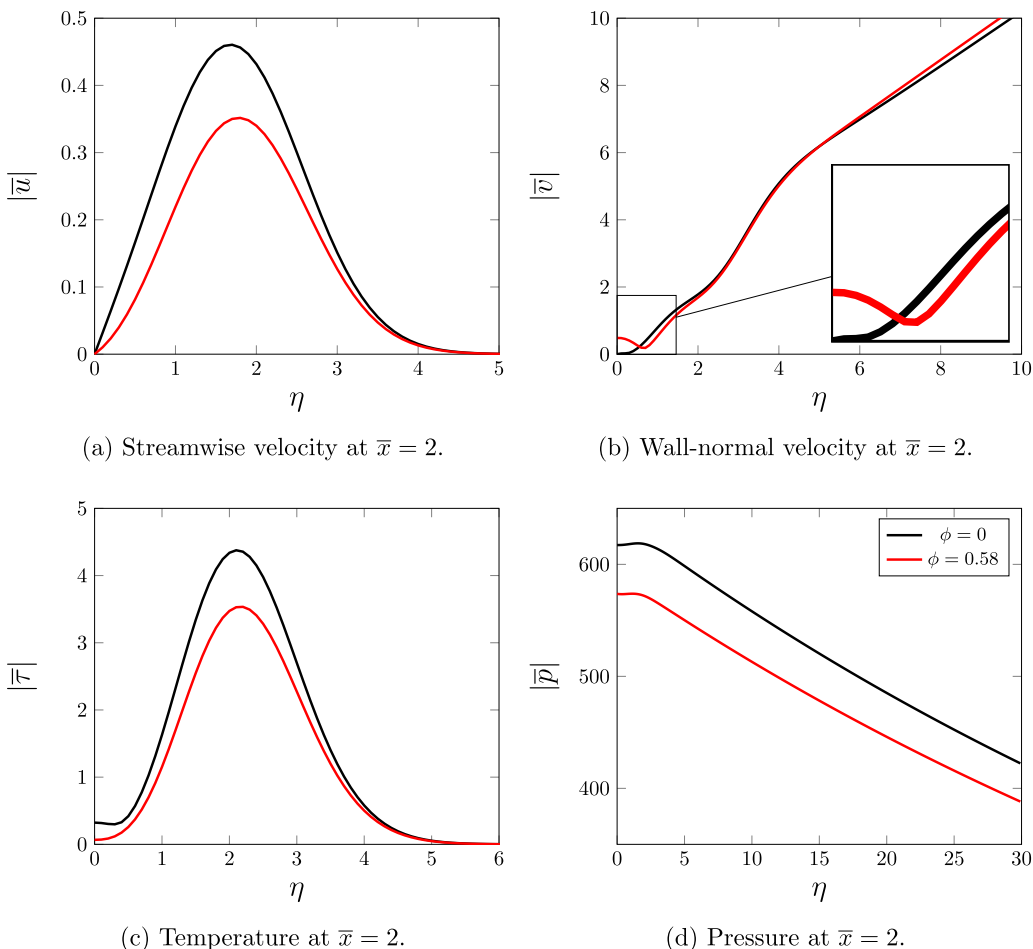 0.5
0.4
0.3
0.2
0.1
0
|u̅|
0 1 2 3 4 5
η
(a) Streamwise velocity at x̅ = 2.
10
8
6
4
2
0
|v̅|
0 2 4 6 8 10
η
(b) Wall-normal velocity at x̅ = 2.
5
4
3
2
1
0
|τ̅|
0 1 2 3 4 5 6
η
(c) Temperature at x̅ = 2.
600
500
400
|p̅|
ϕ = 0
ϕ = 0.58
0 5 10 15 20 25 30
η
(d) Pressure at x̅ = 2.